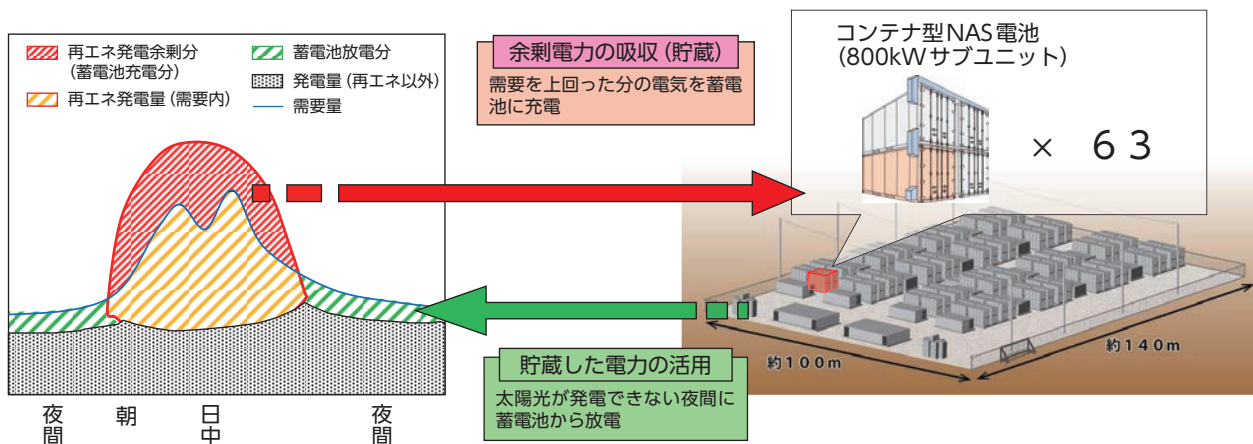 再エネ発電余剰分
(蓄電池充電分)
再エネ発電量(需要内)
蓄電池放電分
発電量(再エネ以外)
需要量
夜間
朝
日中
夜間
余剰電力の吸収(貯蔵)
需要を上回った分の電気を蓄電
池に充電
貯蔵した電力の活用
太陽光が発電できない夜間に
蓄電池から放電
コンテナ型NAS電池
(800kWサブユニット)
× 63
約100m
約140m